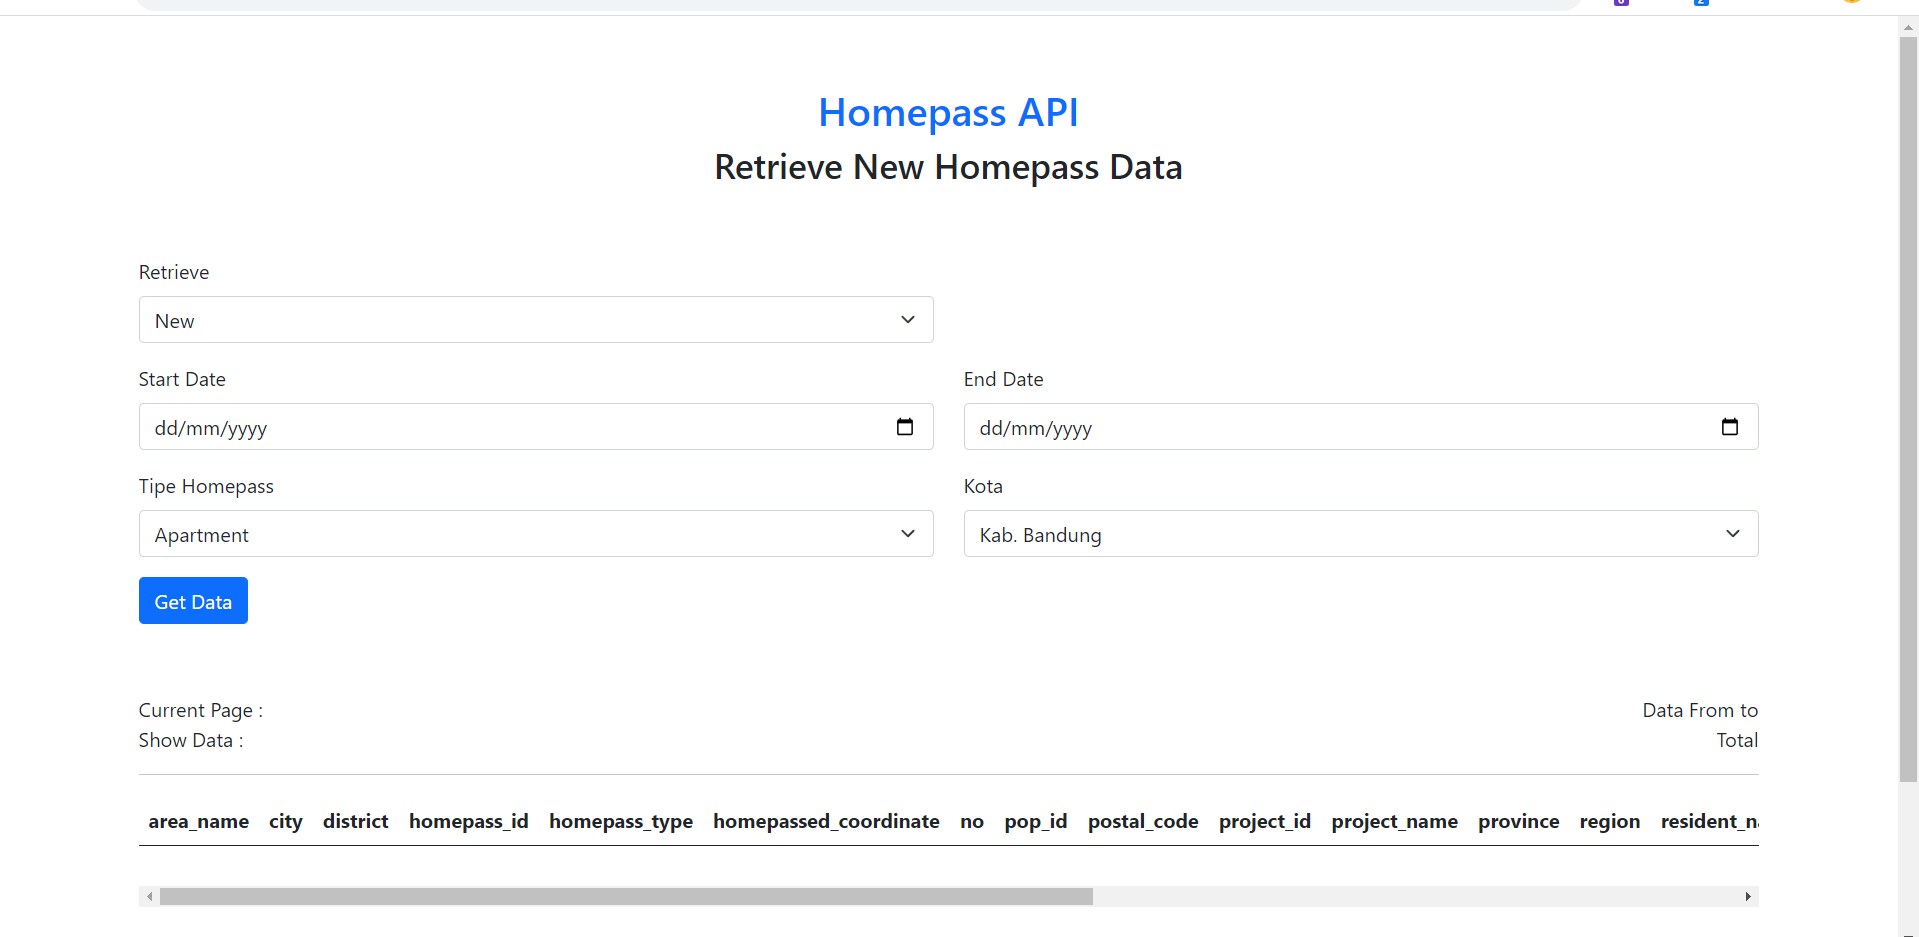 Homepass API
Retrieve New Homepass Data
Retrieve
New
Start Date
End Date
dd/mm/yyyy
dd/mm/yyyy
Tipe Homepass
Kota
Apartment
Kab. Bandung
Get Data
Current Page :
Data From to
Show Data :
Total
area_name city district homepass_id homepass_type homepassed_coordinate no pop_id postal_code project_id project_name province region